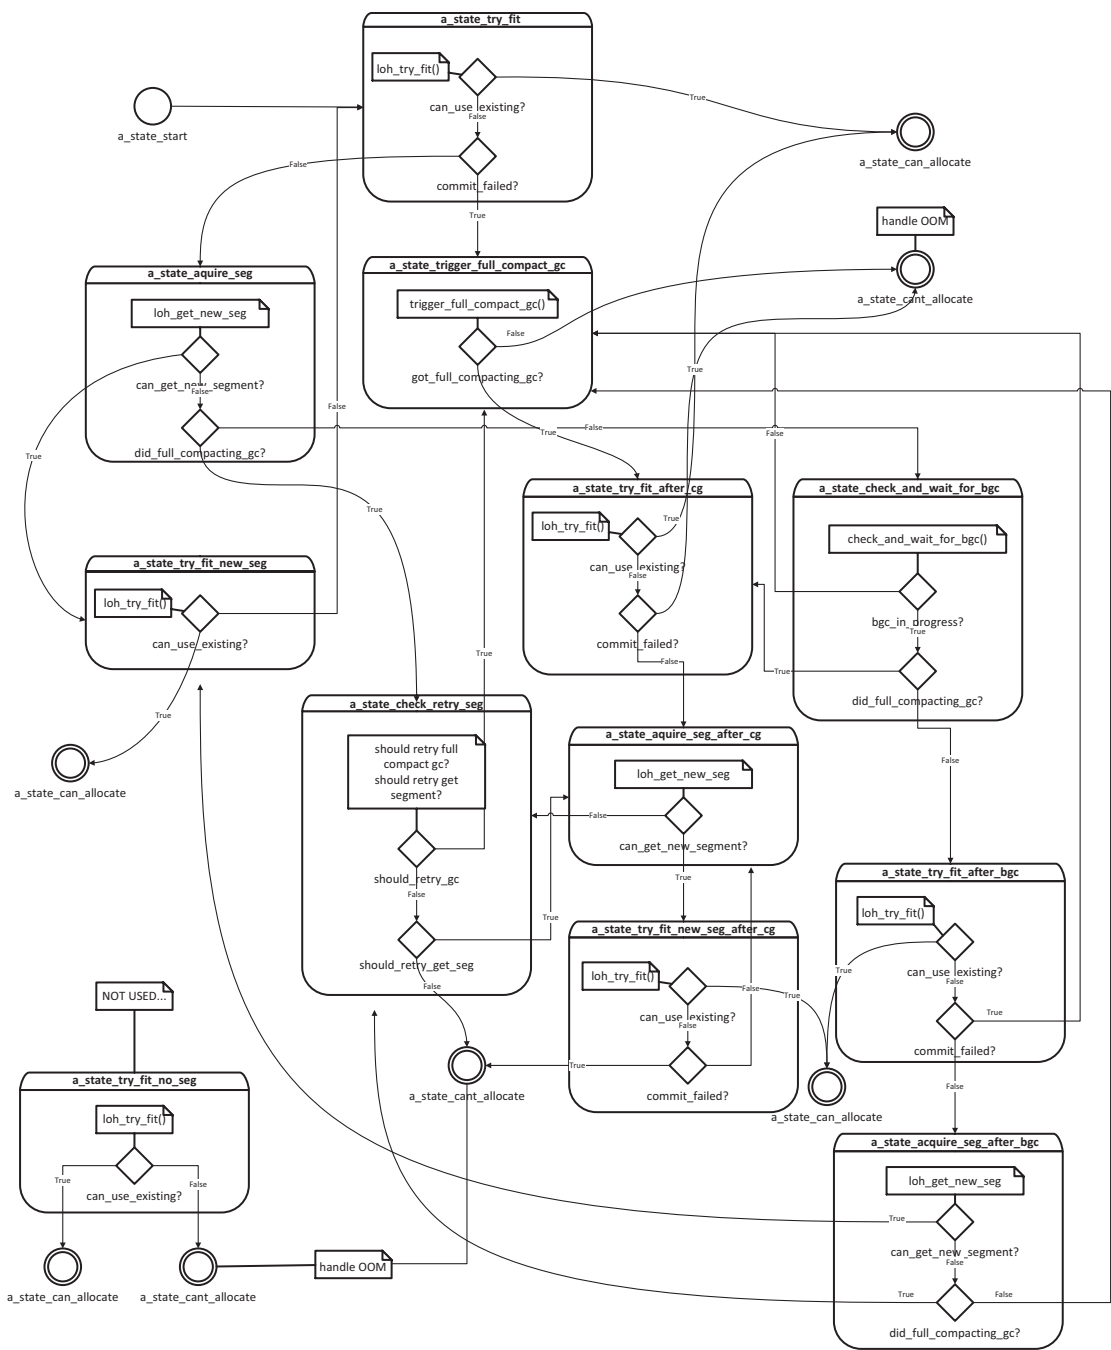 a_state_try_fit
loh_try_fit()
can_use_existing?
True
False
commit_failed?
False
True
a_state_start
a_state_can_allocate
handle OOM
a_state_cant_allocate
a_state_aquire_seg
loh_get_new_seg
can_get_new_segment?
False
did_full_compacting_gc?
True
True
False
a_state_trigger_full_compact_gc
trigger_full_compact_gc()
False
got_full_compacting_gc?
True
True
False
False
False
a_state_try_fit_after_cg
loh_try_fit()
True
can_use_existing?
False
commit_failed?
False
a_state_check_and_wait_for_bgc
check_and_wait_for_bgc()
bgc_in_progress?
True
True
did_full_compacting_gc?
False
a_state_try_fit_new_seg
loh_try_fit()
can_use_existing?
True
a_state_can_allocate
a_state_check_retry_seg
should retry full
compact gc?
should retry get
segment?
True
should_retry_gc
False
True
should_retry_get_seg
False
a_state_aquire_seg_after_cg
loh_get_new_seg
False
can_get_new_segment?
True
a_state_try_fit_new_seg_after_cg
loh_try_fit()
False
True
can_use_existing?
False
True
commit_failed?
a_state_cant_allocate
a_state_can_allocate
a_state_try_fit_after_bgc
loh_try_fit()
True
can_use_existing?
False
True
commit_failed?
False
NOT USED...
a_state_try_fit_no_seg
loh_try_fit()
True
False
can_use_existing?
a_state_can_allocate
a_state_cant_allocate
handle OOM
a_state_acquire_seg_after_bgc
loh_get_new_seg
True
can_get_new_segment?
False
True
False
did_full_compacting_gc?